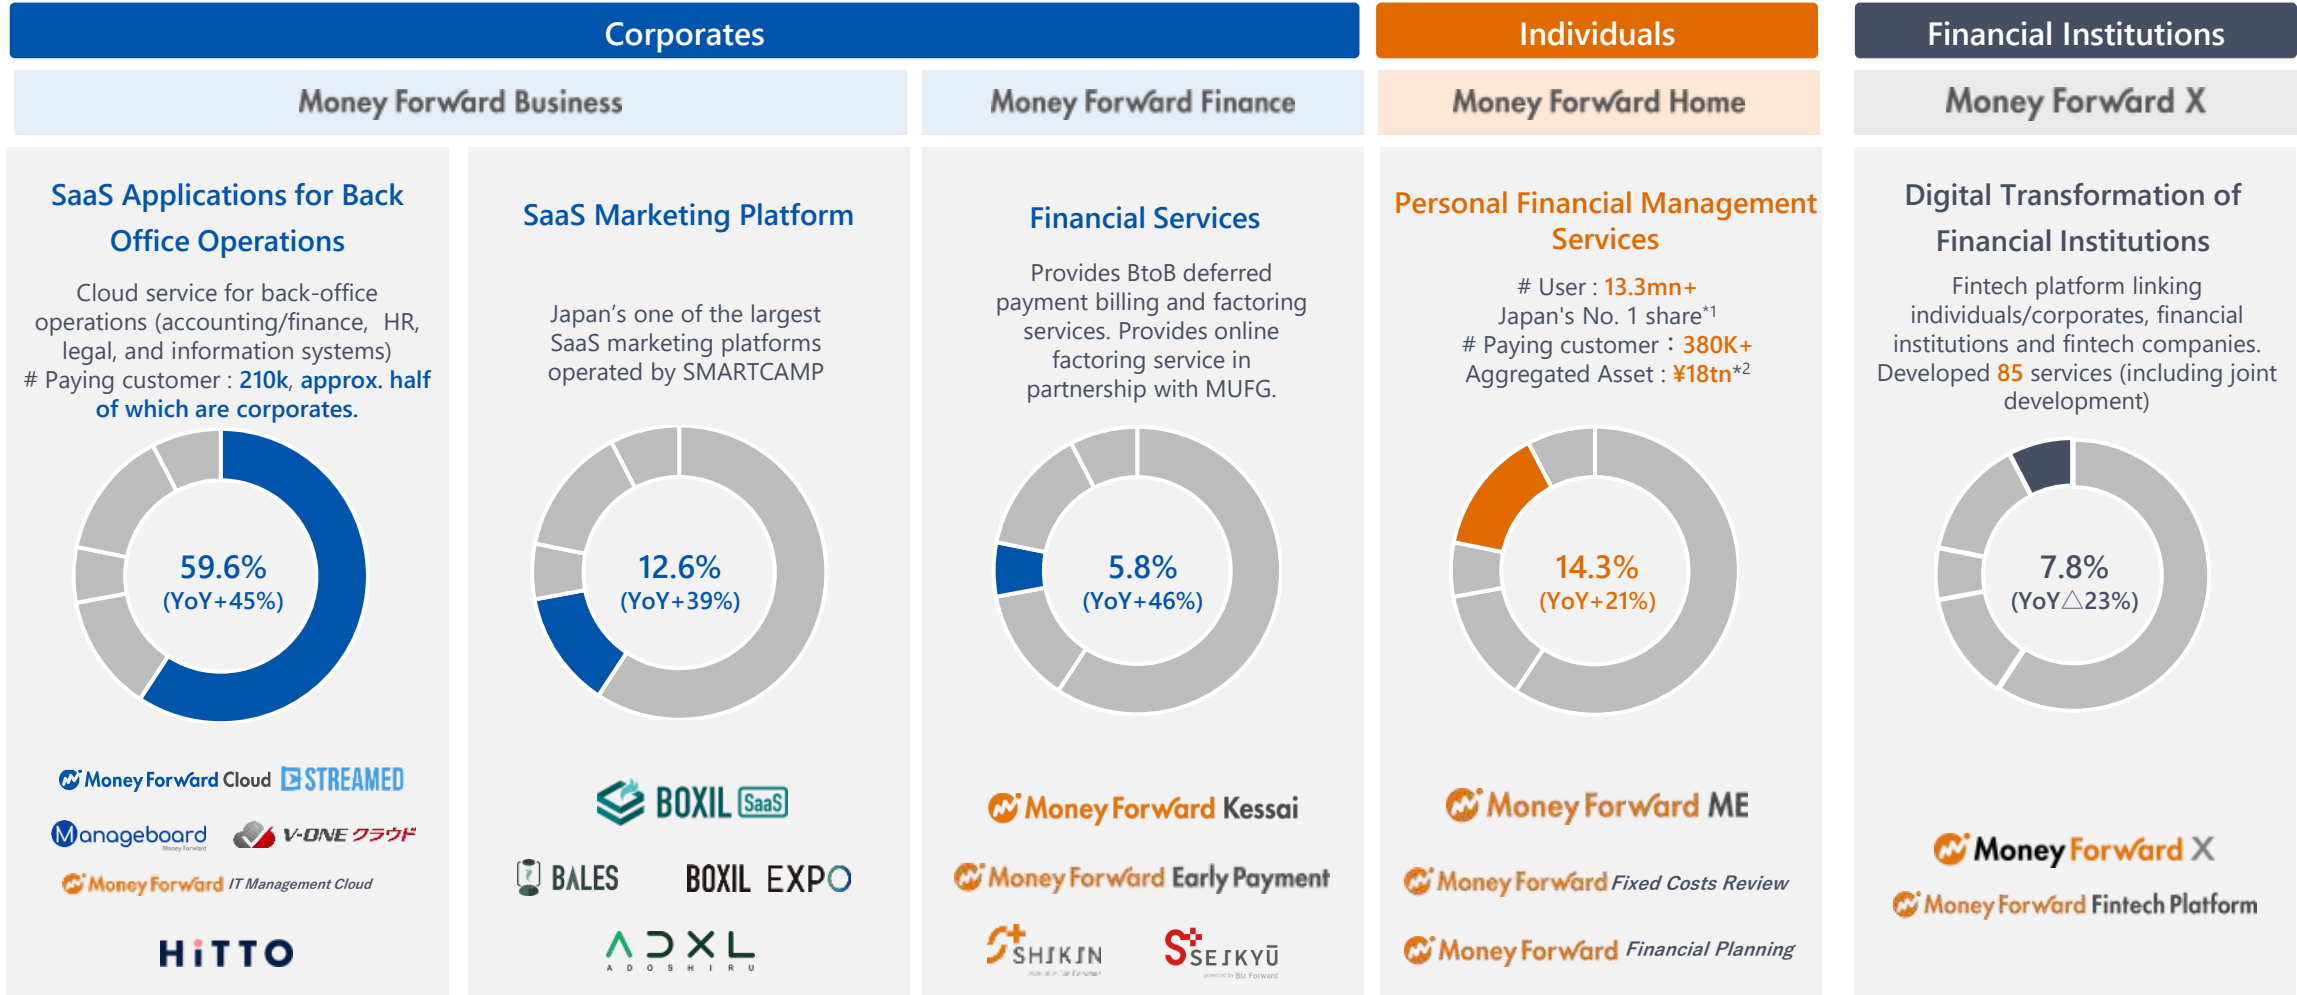 Corporates
Individuals
Financial Institutions
Money Forward Business
Money Forward Finance
Money Forward Home
Money Forward X
SaaS Applications for Back
Office Operations
Cloud service for back-office
operations (accounting/finance, HR,
legal, and information systems)
# Paying customer : 210k, approx. half
of which are corporates.
59.6%
(YoY+45%)
Money Forward Cloud
STREAMED
Manageboard
Money Forward
V-ONE クラウド
Money Forward IT Management Cloud
HiTTO
SaaS Marketing Platform
Japan’s one of the largest
SaaS marketing platforms
operated by SMARTCAMP
12.6%
(YoY+39%)
BOXIL SaaS
BALES
BOXIL EXPO
ADXL
ADOSHIRU
Financial Services
Provides BtoB deferred
payment billing and factoring
services. Provides online
factoring service in
partnership with MUFG.
5.8%
(YoY+46%)
Money Forward Kessai
Money Forward Early Payment
SHIKIN
SEIKYŪ
powered by Biz Forward
Personal Financial Management
Services
# User : 13.3mn+
Japan's No. 1 share*1
# Paying customer：380K+
Aggregated Asset : ¥18tn*2
14.3%
(YoY+21%)
Money Forward ME
Money Forward Fixed Costs Review
Money Forward Financial Planning
Digital Transformation of
Financial Institutions
Fintech platform linking
individuals/corporates, financial
institutions and fintech companies.
Developed 85 services (including joint
development)
7.8%
(YoY△23%)
Money Forward X
Money Forward Fintech Platform